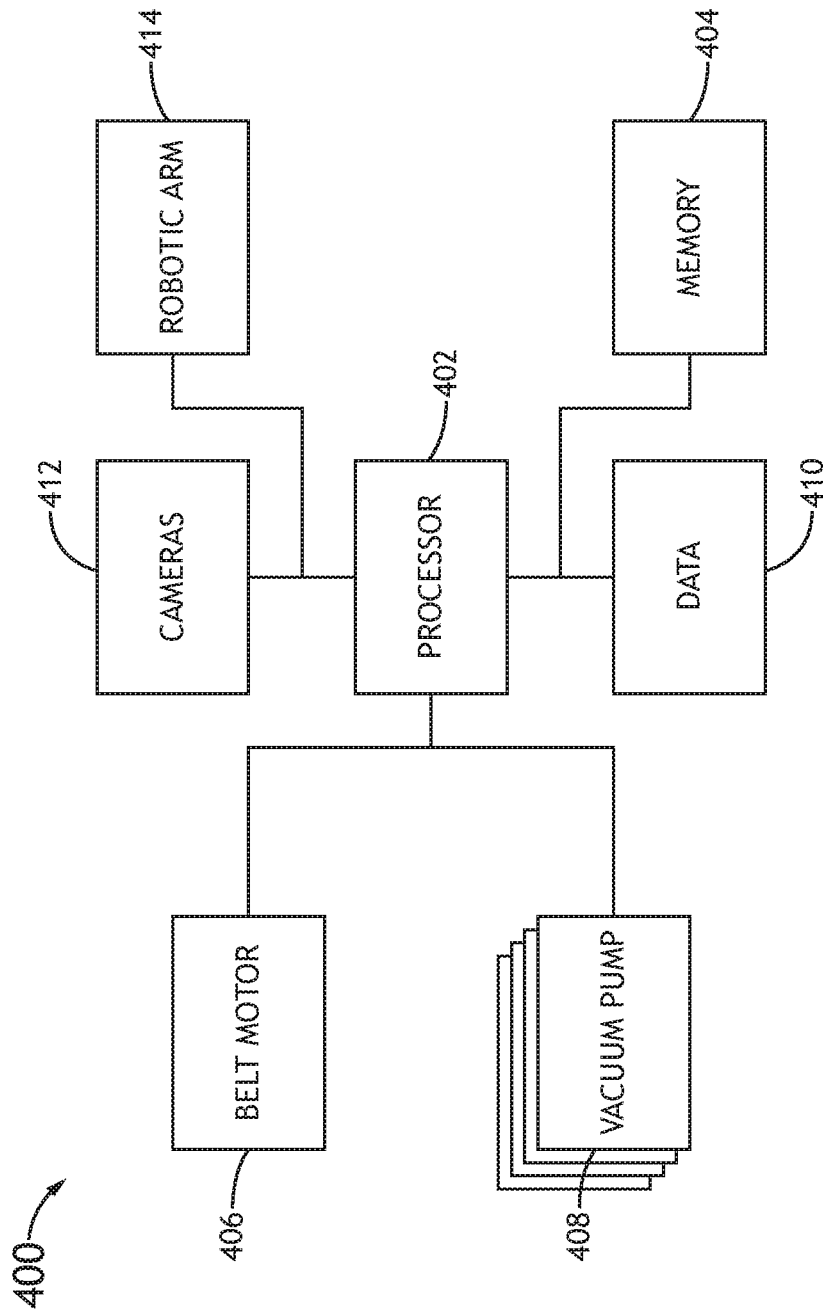 400
406
BELT MOTOR
408
VACUUM PUMP
412
CAMERAS
PROCESSOR
402
DATA
410
ROBOTIC ARM
414
MEMORY
404